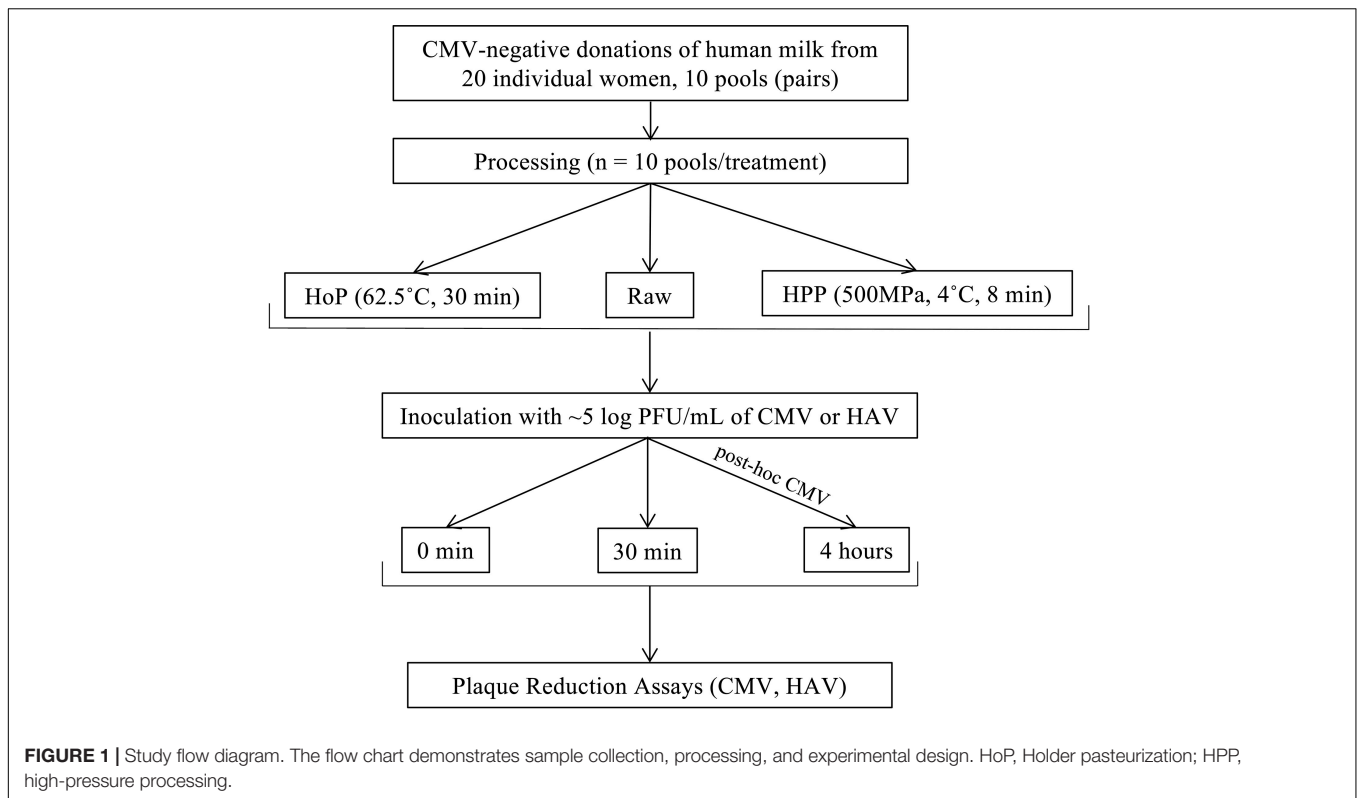 CMV-negative donations of human milk from
20 individual women, 10 pools (pairs)
Processing (n = 10 pools/treatment)
HoP (62.5˚C, 30 min)
Raw
HPP (500MPa, 4˚C, 8 min)
Inoculation with ~5 log PFU/mL of CMV or HAV
post-hoc CMV
0 min
30 min
4 hours
Plaque Reduction Assays (CMV, HAV)
FIGURE 1 | Study flow diagram. The flow chart demonstrates sample collection, processing, and experimental design. HoP, Holder pasteurization; HPP,
high-pressure processing.